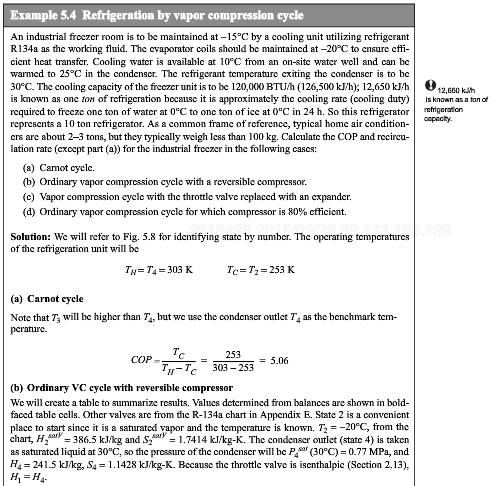 Example 5.4 Refrigeration by vapor compression cycle
An industrial freezer room is to be maintained at –15°C by a cooling unit utilizing refrigerant
R134a as the working fluid. The evaporator coils should be maintained at –20°C to ensure effi-
cient heat transfer. Cooling water is available at 10°C from an on-site water well and can be
warmed to 25°C in the condenser. The refrigerant temperature exiting the condenser is to be
30°C. The cooling capacity of the freezer unit is to be 120,000 BTU/h (126,500 kJ/h); 12,650 kJ/h
is known as one ton of refrigeration because it is approximately the cooling rate (cooling duty)
required to freeze one ton of water at 0°C to one ton of ice at 0°C in 24 h. So this refrigerator
represents a 10 ton refrigerator. As a common frame of reference, typical home air condition-
ers are about 2–3 tons, but they typically weigh less than 100 kg. Calculate the COP and recircu-
lation rate (except part (a)) for the industrial freezer in the following cases:
12,650 kJ/h
is known as a ton of
refrigeration
capacity.
(a) Carnot cycle.
(b) Ordinary vapor compression cycle with a reversible compressor.
(c) Vapor compression cycle with the throttle valve replaced with an expander.
(d) Ordinary vapor compression cycle for which compressor is 80% efficient.
Solution: We will refer to Fig. 5.8 for identifying state by number. The operating temperatures
of the refrigeration unit will be
T_H = T_4 = 303 K T_C = T_2 = 253 K
(a) Carnot cycle
Note that T_3 will be higher than T_4, but we use the condenser outlet T_4 as the benchmark tem-
perature.
COP = T_C / (T_H – T_C) = 253 / (303 – 253) = 5.06
(b) Ordinary VC cycle with reversible compressor
We will create a table to summarize results. Values determined from balances are shown in bold-
faced table cells. Other valves are from the R-134a chart in Appendix E. State 2 is a convenient
place to start since it is a saturated vapor and the temperature is known. T_2 = –20°C, from the
chart, H_2^satV = 386.5 kJ/kg and S_2^satV = 1.7414 kJ/kg-K. The condenser outlet (state 4) is taken
as saturated liquid at 30°C, so the pressure of the condenser will be P_4^sat (30°C) = 0.77 MPa, and
H_4 = 241.5 kJ/kg, S_4 = 1.1428 kJ/kg-K. Because the throttle valve is isenthalpic (Section 2.13),
H_1 = H_4.